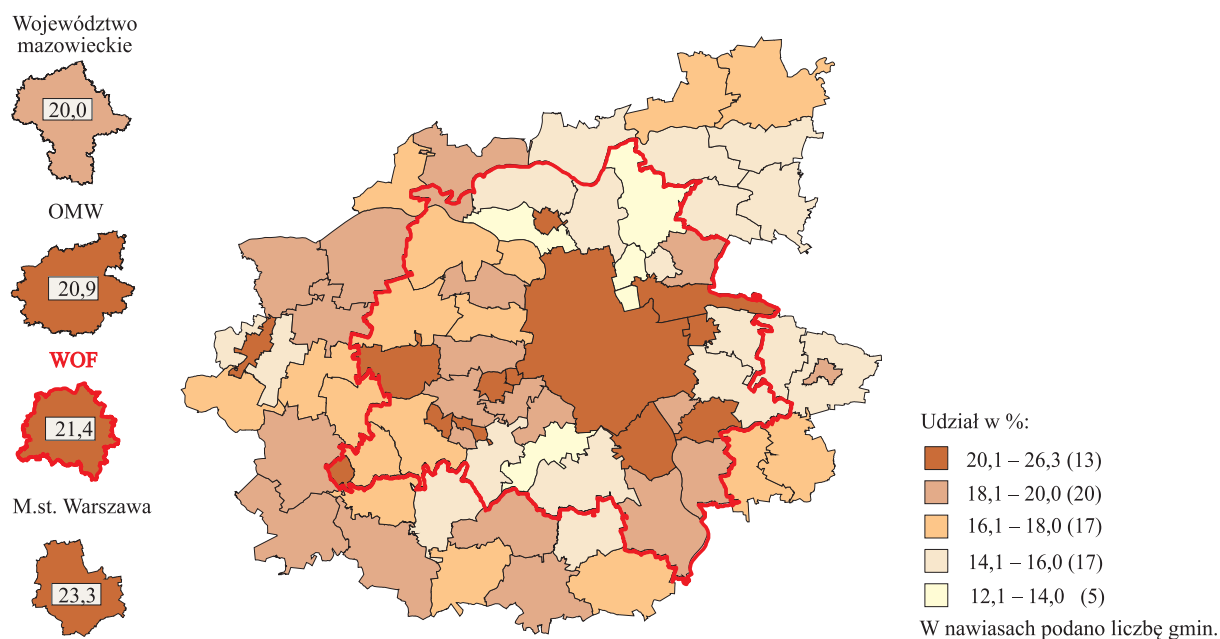 Województwo
mazowieckie
20,0
OMW
20,9
WOF
21,4
M.st. Warszawa
23,3
Udział w %:
20,1 – 26,3 (13)
18,1 – 20,0 (20)
16,1 – 18,0 (17)
14,1 – 16,0 (17)
12,1 – 14,0 (5)
W nawiasach podano liczbę gmin.